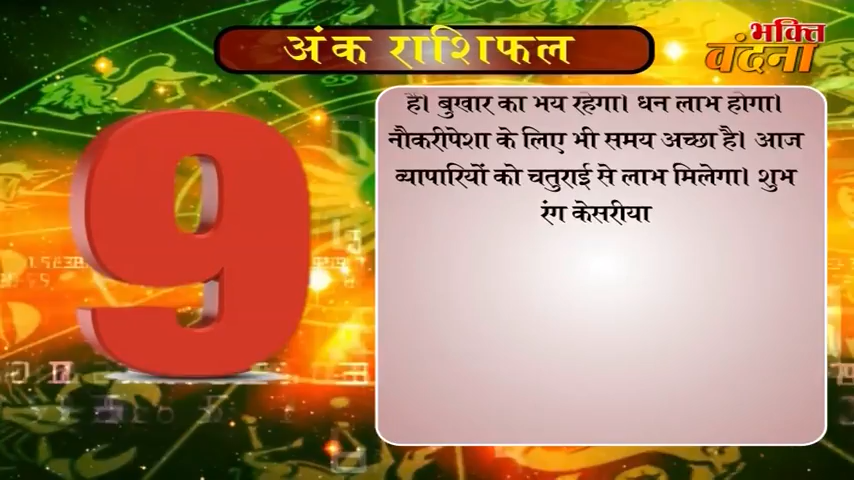 अंक राशिफल
भक्ति
वंदना
9
है। बुखार का भय रहेगा। धन लाभ होगा।
नौकरीपेशा के लिए भी समय अच्छा है। आज
व्यापारियों को चतुराई से लाभ मिलेगा। शुभ
रंग केसरीया